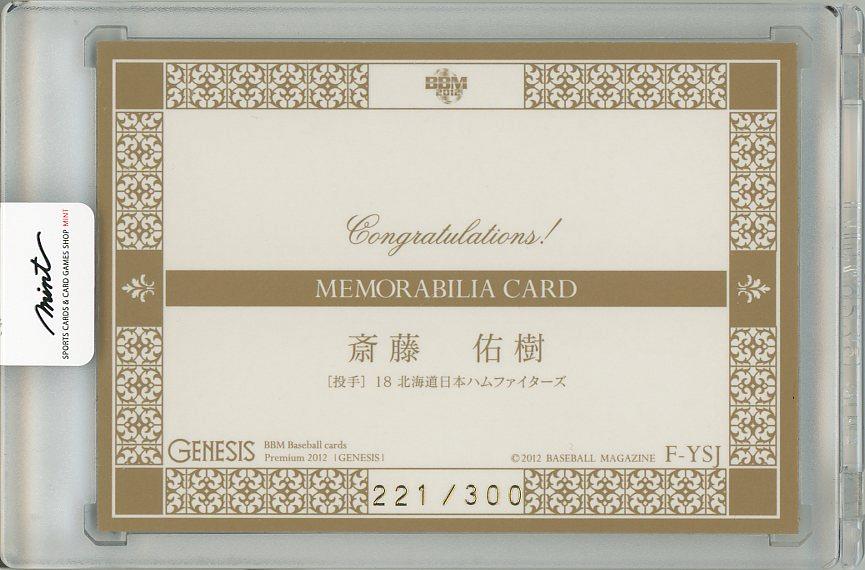 BBM
2012
Congratulations!
MEMORABILIA CARD
斎藤 佑樹
[投手] 18 北海道日本ハムファイターズ
GENESIS
BBM Baseball cards
Premium 2012 [GENESIS]
©2012 BASEBALL MAGAZINE F-YSJ
221/300
mint
SPORTS CARDS & CARD GAMES SHOP MINT